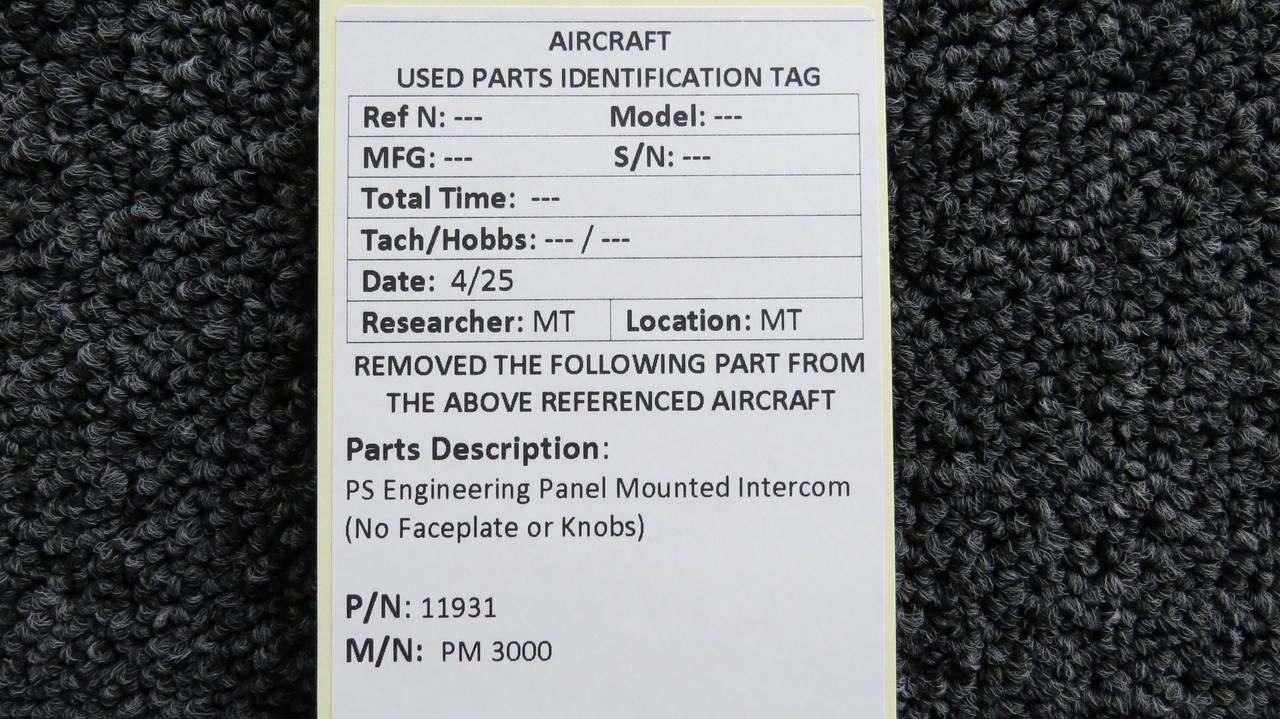 AIRCRAFT
USED PARTS IDENTIFICATION TAG
Ref N: --- Model: ---
MFG: --- S/N: ---
Total Time: ---
Tach/Hobbs: --- / ---
Date: 4/25
Researcher: MT Location: MT
REMOVED THE FOLLOWING PART FROM
THE ABOVE REFERENCED AIRCRAFT
Parts Description:
PS Engineering Panel Mounted Intercom
(No Faceplate or Knobs)
P/N: 11931
M/N: PM 3000